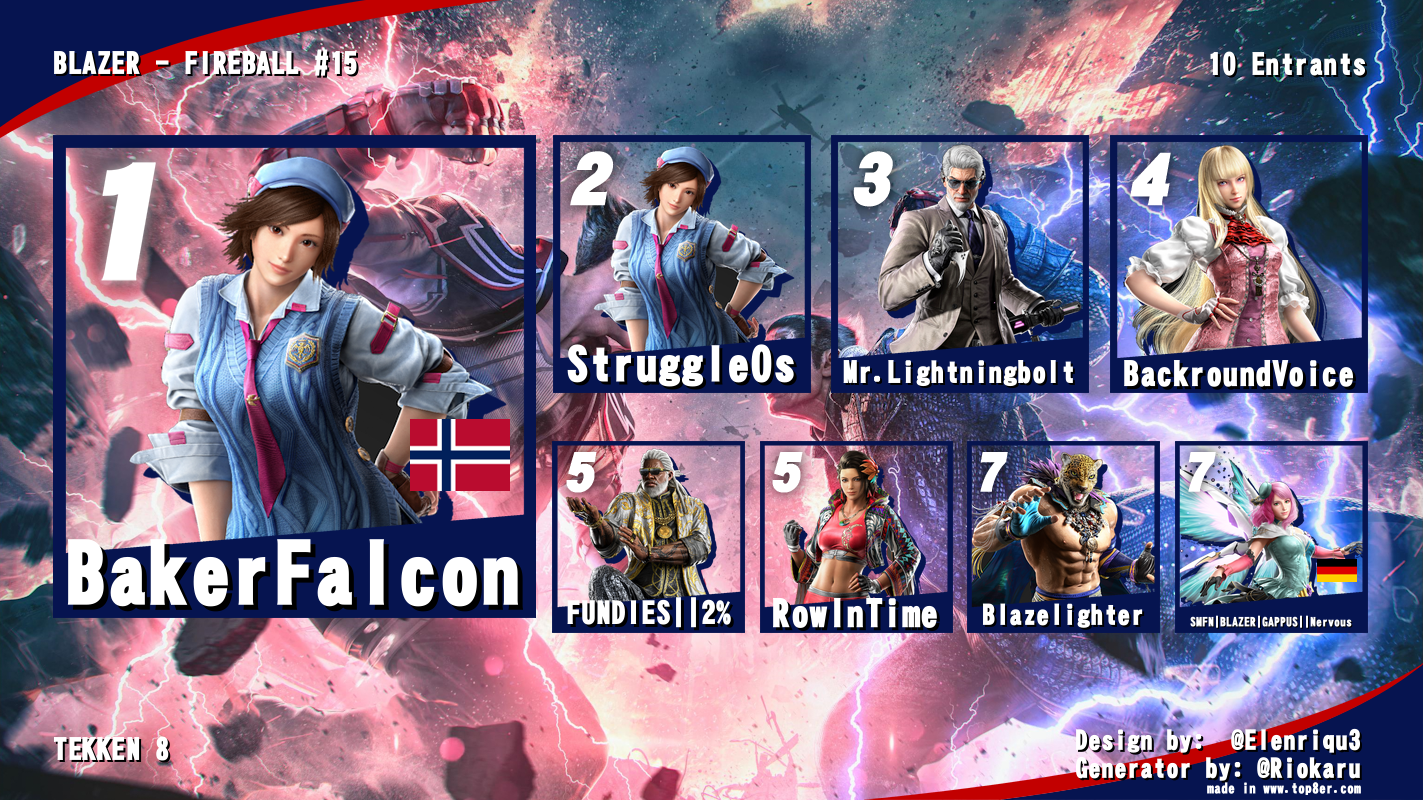 BLAZER - FIREBALL #15
10 Entrants
1
BakerFalcon
2
StruggleOs
3
Mr.Lightningbolt
4
BackroundVoice
5
FUNDIES||2%
5
RowInTime
7
Blazelighter
7
SMFN|BLAZER|GAPPUS||Nervous
TEKKEN 8
Design by: @Elenriqu3
Generator by: @Riokaru
made in www.top8er.com